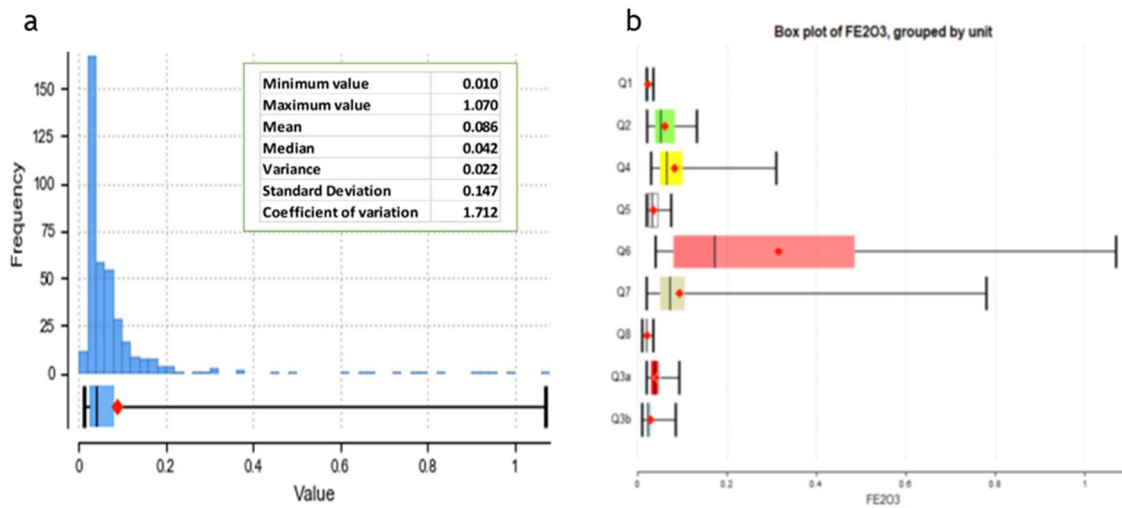 a
Frequency
150
125
100
75
50
25
0
Minimum value 0.010
Maximum value 1.070
Mean 0.086
Median 0.042
Variance 0.022
Standard Deviation 0.147
Coefficient of variation 1.712
0 0.2 0.4 0.6 0.8 1
Value
b
Box plot of FE2O3, grouped by unit
Q1
Q2
Q4
Q5
Q6
Q7
Q8
Q3a
Q3b
0 0.2 0.4 0.6 0.8 1
FE2O3